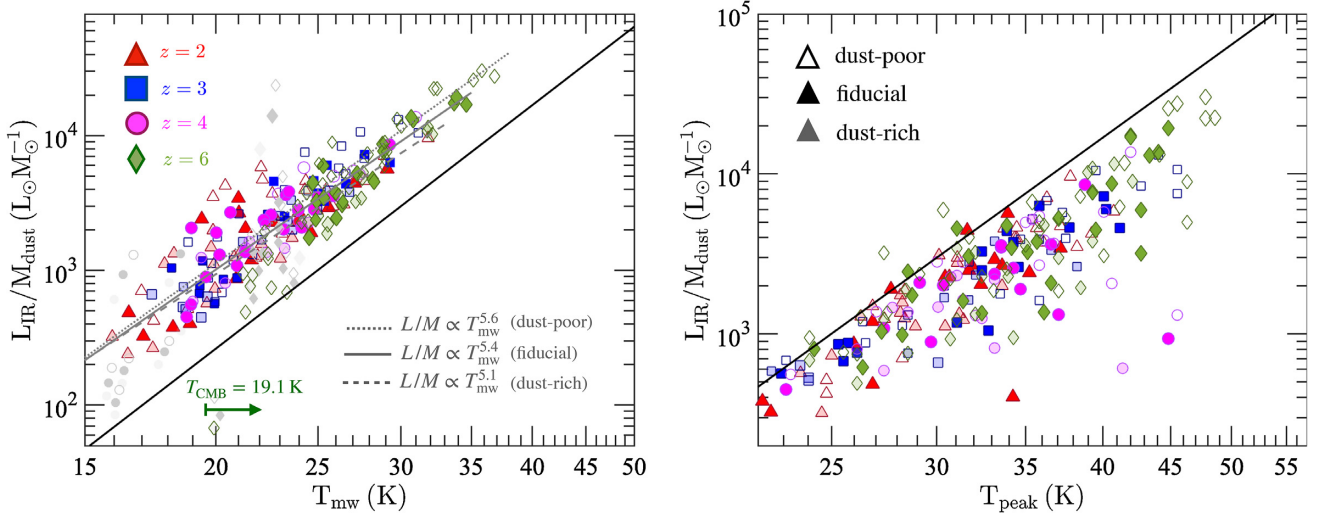 L_IR/M_dust (L_⊙M_⊙^−1)
10^4
10^3
10^2
z = 2
z = 3
z = 4
z = 6
L/M ∝ T_mw^5.6 (dust-poor)
L/M ∝ T_mw^5.4 (fiducial)
L/M ∝ T_mw^5.1 (dust-rich)
T_CMB = 19.1 K
15 20 25 30 35 40 45 50
T_mw (K)
L_IR/M_dust (L_⊙M_⊙^−1)
10^5
10^4
10^3
dust-poor
fiducial
dust-rich
25 30 35 40 45 50 55
T_peak (K)